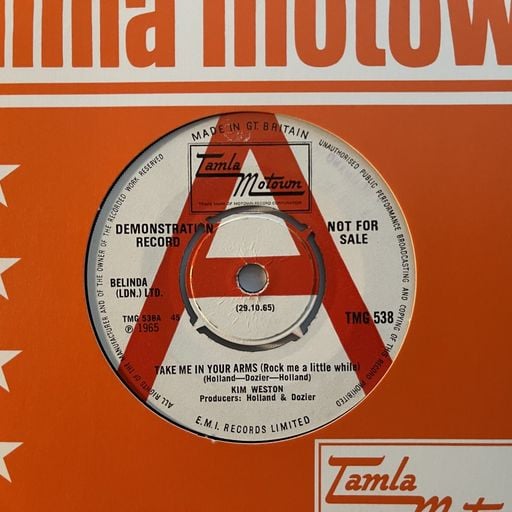 mla motow
MADE IN GT. BRITAIN
Tamla
Motown
TRADE MARK OF MOTOWN RECORD CORPORATION
DEMONSTRATION
RECORD
NOT FOR
SALE
BELINDA
(LDN.) LTD.
(29.10.65)
TMG 538A 45
℗ 1965
TMG 538
TAKE ME IN YOUR ARMS (Rock me a little while)
(Holland—Dozier—Holland)
KIM WESTON
Producers: Holland & Dozier
E.M.I. RECORDS LIMITED
ALL RIGHTS OF THE MANUFACTURER AND OF THE OWNER OF THE RECORDED WORK RESERVED
UNAUTHORISED PUBLIC PERFORMANCE BROADCASTING AND COPYING OF THIS RECORD PROHIBITED
A
Tamla
Motown